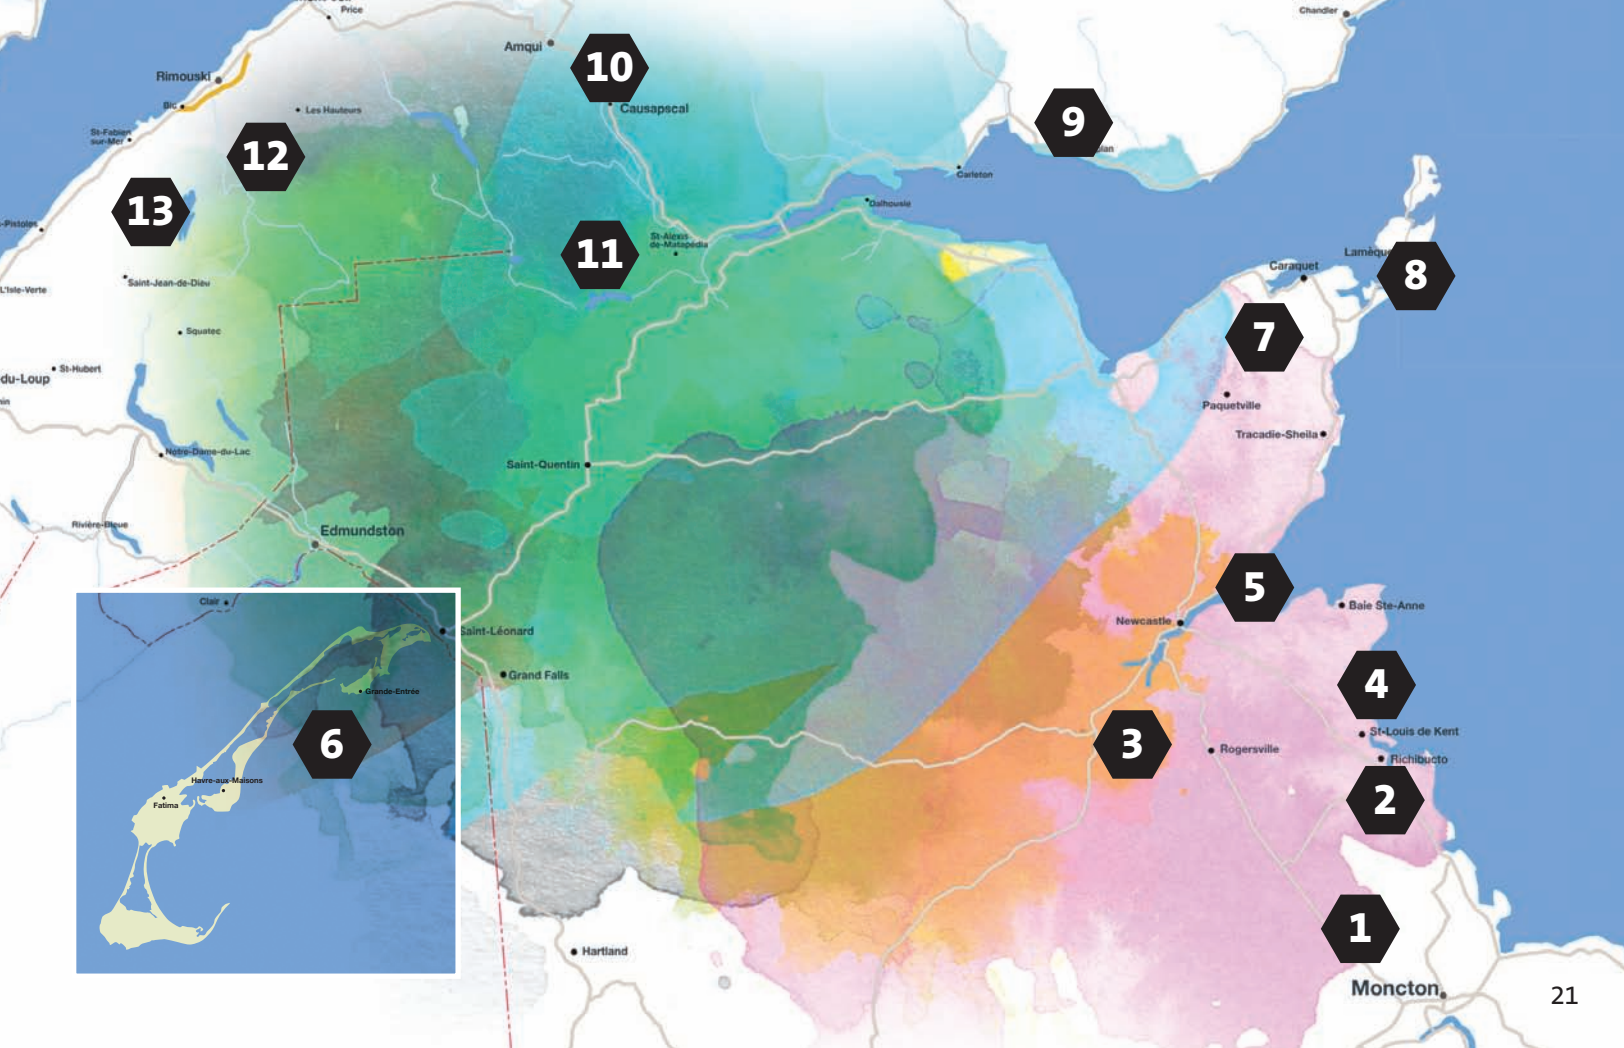 Price
Chandler
Amqui
10
Rimouski
Bic
Les Hauteurs
Causapscal
9
St-Fabien
sur-Mer
12
Carleton
13
Dalhousie
-Pistoles
St-Alexis-
de-Matapédia
11
Lamèque
Caraquet
8
Saint-Jean-de-Dieu
L'Isle-Verte
Squatec
7
St-Hubert
du-Loup
Paquetville
Tracadie-Sheila
Notre-Dame-du-Lac
Saint-Quentin
Rivière-Bleue
Edmundston
5
Clair
Baie Ste-Anne
Newcastle
Saint-Léonard
Grand Falls
Grande-Entrée
4
6
3
St-Louis de Kent
Rogersville
Richibucto
Havre-aux-Maisons
Fatima
2
1
Hartland
Moncton
21